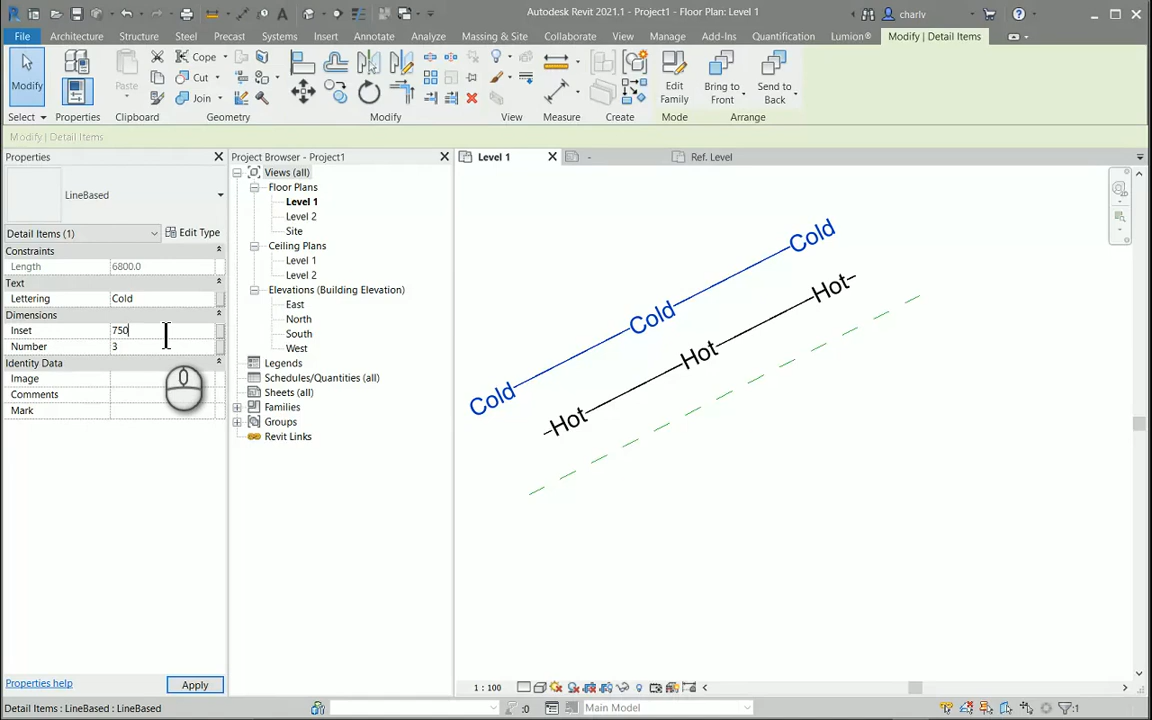 Autodesk Revit 2021.1 - Project1 - Floor Plan: Level 1
charlv
File Architecture Structure Steel Precast Systems Insert Annotate Analyze Massing & Site Collaborate View Manage Add-Ins Quantification Lumion® Modify | Detail Items
Modify
Paste
Cope
Cut
Join
Edit Family
Bring to Front
Send to Back
Select Properties Clipboard Geometry Modify View Measure Create Mode Arrange
Modify | Detail Items
Properties
LineBased
Detail Items (1)
Edit Type
Constraints
Length 6800.0
Text
Lettering Cold
Dimensions
Inset 750
Number 3
Identity Data
Image
Comments
Mark
Properties help
Apply
Project Browser - Project1
Views (all)
Floor Plans
Level 1
Level 2
Site
Ceiling Plans
Level 1
Level 2
Elevations (Building Elevation)
East
North
South
West
Legends
Schedules/Quantities (all)
Sheets (all)
Families
Groups
Revit Links
Level 1
-
Ref. Level
Cold
Cold
Cold
Hot
Hot
Hot
1 : 100
Detail Items : LineBased : LineBased
:0
Main Model
:1